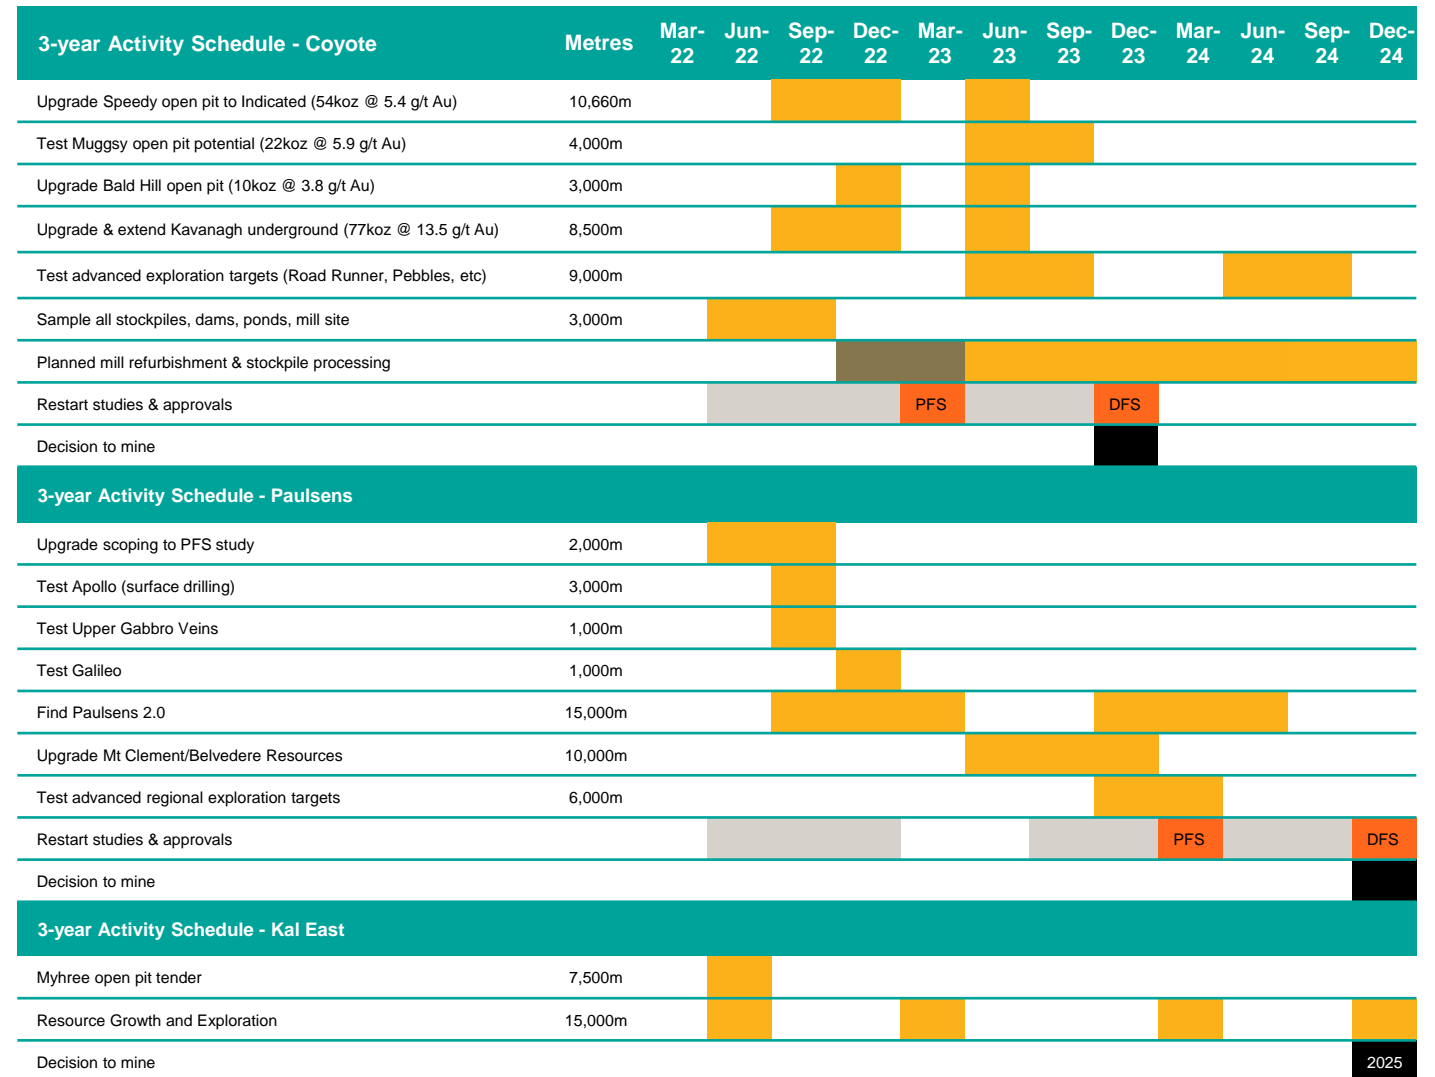 3-year Activity Schedule - Coyote Metres Mar-22 Jun-22 Sep-22 Dec-22 Mar-23 Jun-23 Sep-23 Dec-23 Mar-24 Jun-24 Sep-24 Dec-24
Upgrade Speedy open pit to Indicated (54koz @ 5.4 g/t Au) 10,660m
Test Muggsy open pit potential (22koz @ 5.9 g/t Au) 4,000m
Upgrade Bald Hill open pit (10koz @ 3.8 g/t Au) 3,000m
Upgrade & extend Kavanagh underground (77koz @ 13.5 g/t Au) 8,500m
Test advanced exploration targets (Road Runner, Pebbles, etc) 9,000m
Sample all stockpiles, dams, ponds, mill site 3,000m
Planned mill refurbishment & stockpile processing
Restart studies & approvals PFS DFS
Decision to mine
3-year Activity Schedule - Paulsens
Upgrade scoping to PFS study 2,000m
Test Apollo (surface drilling) 3,000m
Test Upper Gabbro Veins 1,000m
Test Galileo 1,000m
Find Paulsens 2.0 15,000m
Upgrade Mt Clement/Belvedere Resources 10,000m
Test advanced regional exploration targets 6,000m
Restart studies & approvals PFS DFS
Decision to mine
3-year Activity Schedule - Kal East
Myhree open pit tender 7,500m
Resource Growth and Exploration 15,000m
Decision to mine 2025